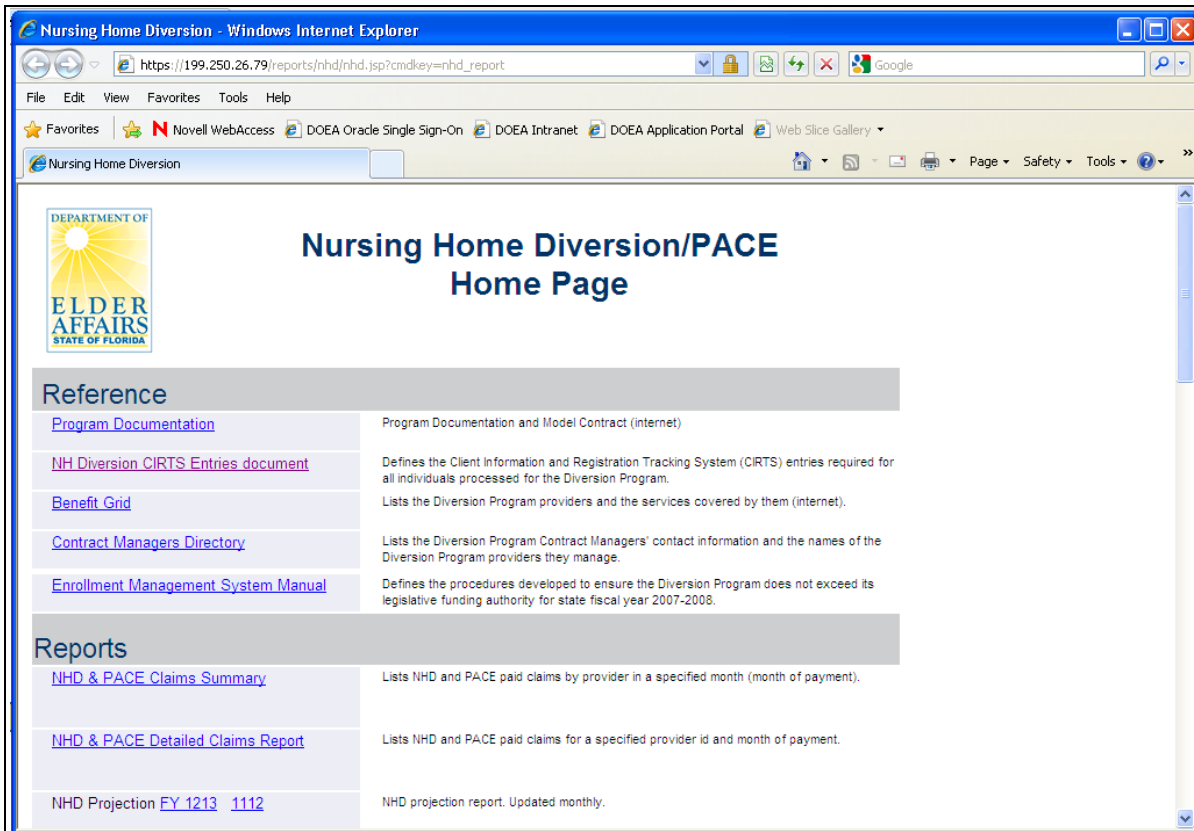 Nursing Home Diversion - Windows Internet Explorer
https://199.250.26.79/reports/nhd/nhd.jsp?cmdkey=nhd_report
Google
File Edit View Favorites Tools Help
Favorites N Novell WebAccess DOEA Oracle Single Sign-On DOEA Intranet DOEA Application Portal Web Slice Gallery
Nursing Home Diversion
Page Safety Tools »
DEPARTMENT OF
ELDER
AFFAIRS
STATE OF FLORIDA
Nursing Home Diversion/PACE
Home Page
Reference
Program Documentation Program Documentation and Model Contract (internet)
NH Diversion CIRTS Entries document Defines the Client Information and Registration Tracking System (CIRTS) entries required for
all individuals processed for the Diversion Program.
Benefit Grid Lists the Diversion Program providers and the services covered by them (internet).
Contract Managers Directory Lists the Diversion Program Contract Managers' contact information and the names of the
Diversion Program providers they manage.
Enrollment Management System Manual Defines the procedures developed to ensure the Diversion Program does not exceed its
legislative funding authority for state fiscal year 2007-2008.
Reports
NHD & PACE Claims Summary Lists NHD and PACE paid claims by provider in a specified month (month of payment).
NHD & PACE Detailed Claims Report Lists NHD and PACE paid claims for a specified provider id and month of payment.
NHD Projection FY 1213 1112 NHD projection report. Updated monthly.